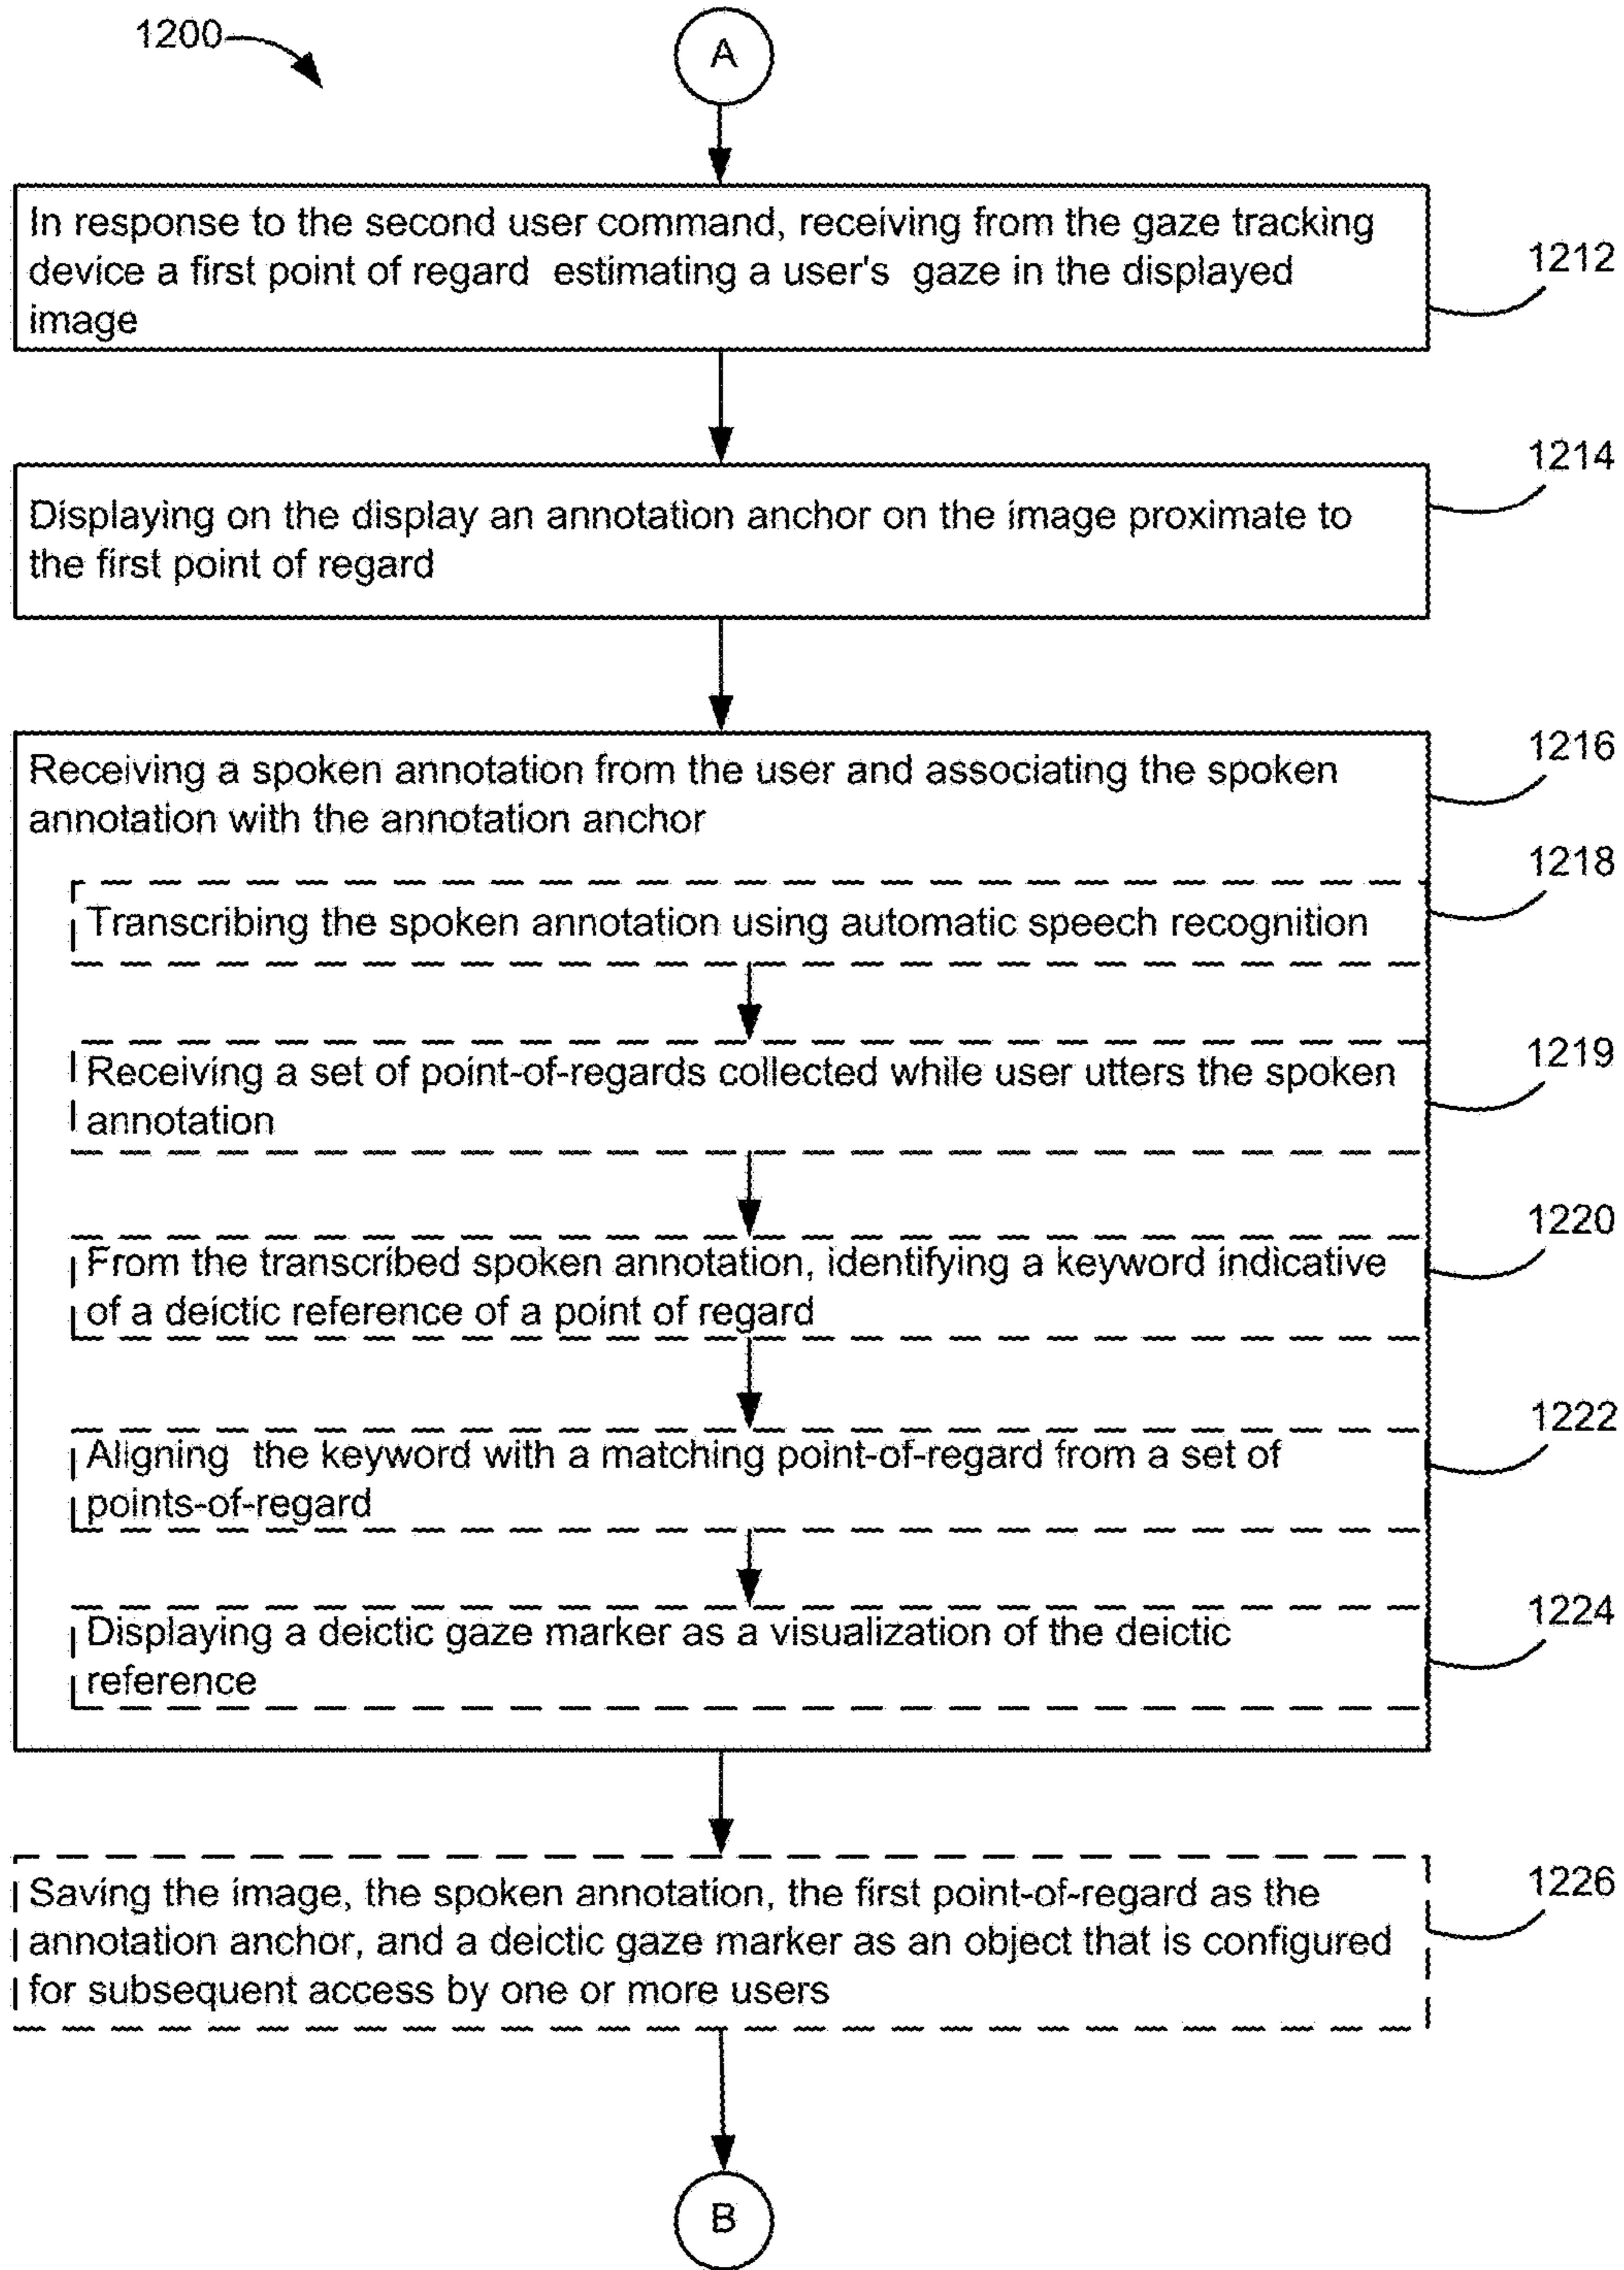 1200
A
In response to the second user command, receiving from the gaze tracking
device a first point of regard estimating a user's gaze in the displayed
image
1212
Displaying on the display an annotation anchor on the image proximate to
the first point of regard
1214
Receiving a spoken annotation from the user and associating the spoken
annotation with the annotation anchor
1216
Transcribing the spoken annotation using automatic speech recognition
1218
Receiving a set of point-of-regards collected while user utters the spoken
annotation
1219
From the transcribed spoken annotation, identifying a keyword indicative
of a deictic reference of a point of regard
1220
Aligning the keyword with a matching point-of-regard from a set of
points-of-regard
1222
Displaying a deictic gaze marker as a visualization of the deictic
reference
1224
Saving the image, the spoken annotation, the first point-of-regard as the
annotation anchor, and a deictic gaze marker as an object that is configured
for subsequent access by one or more users
1226
B